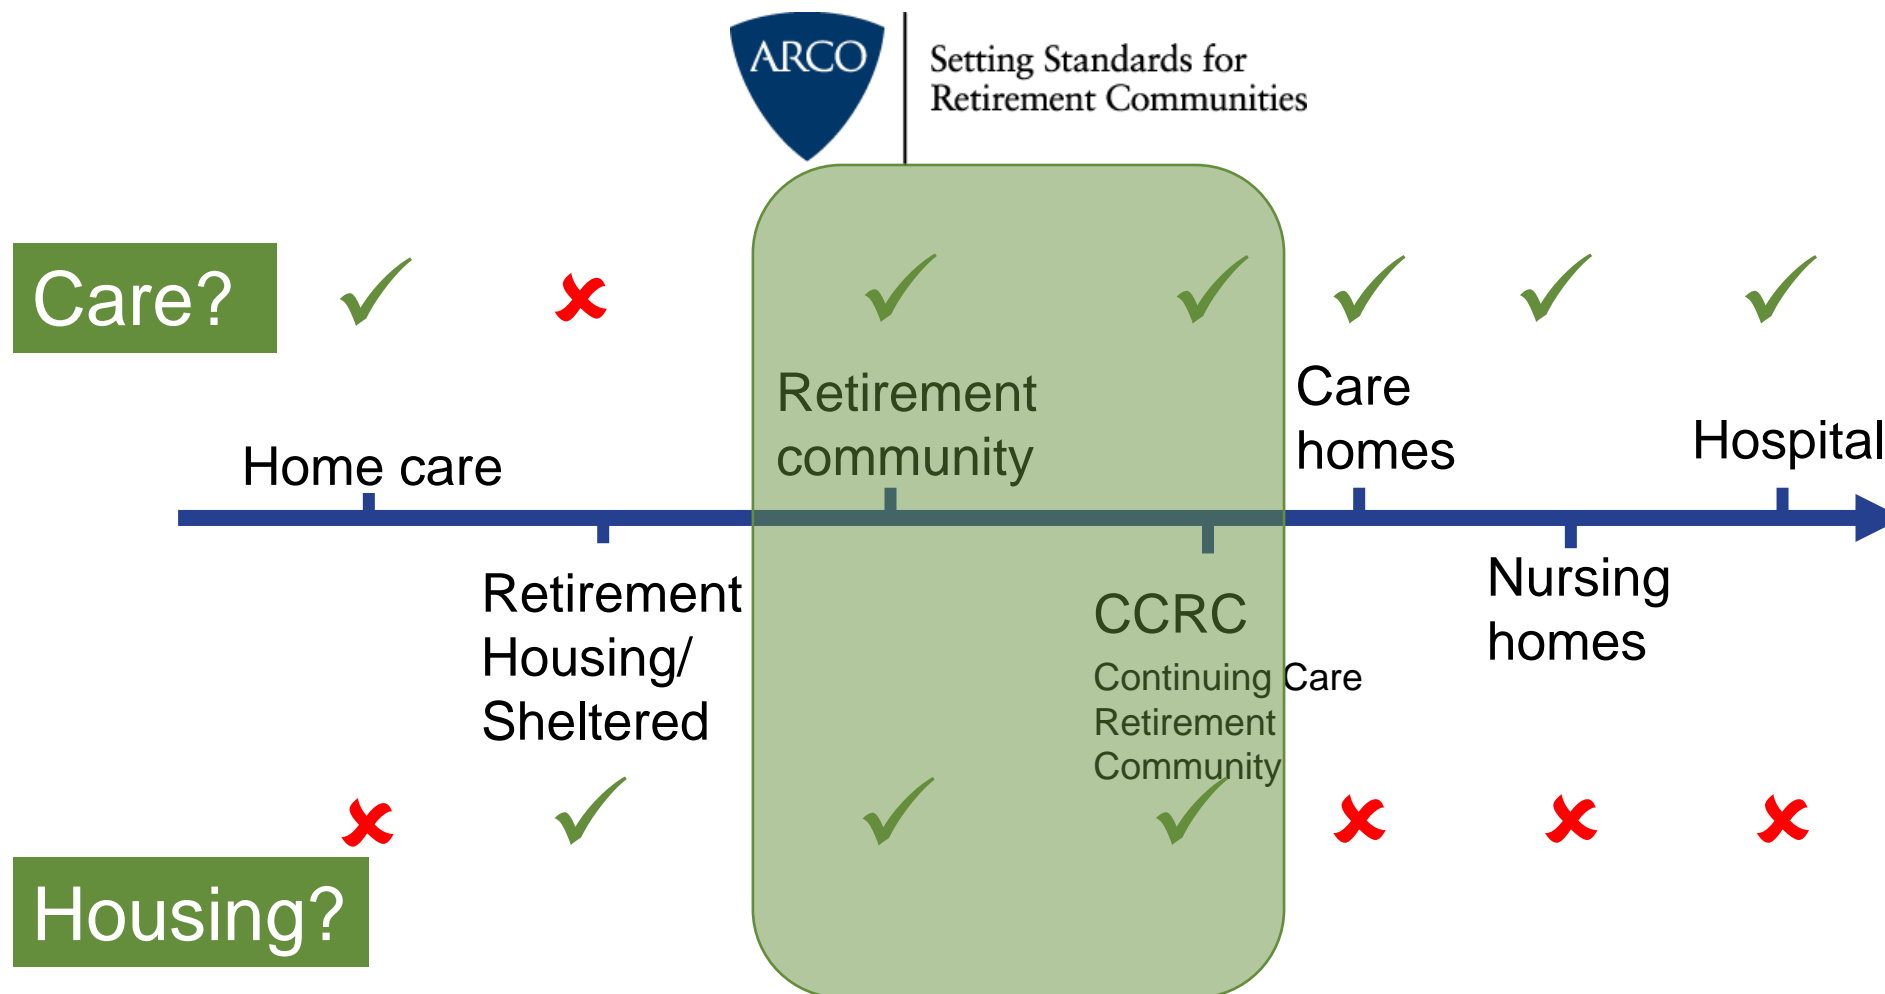 ARCO
Setting Standards for
Retirement Communities
Care?
Home care
Retirement
community
Care
homes
Hospital
Retirement
Housing/
Sheltered
CCRC
Continuing Care
Retirement
Community
Nursing
homes
Housing?